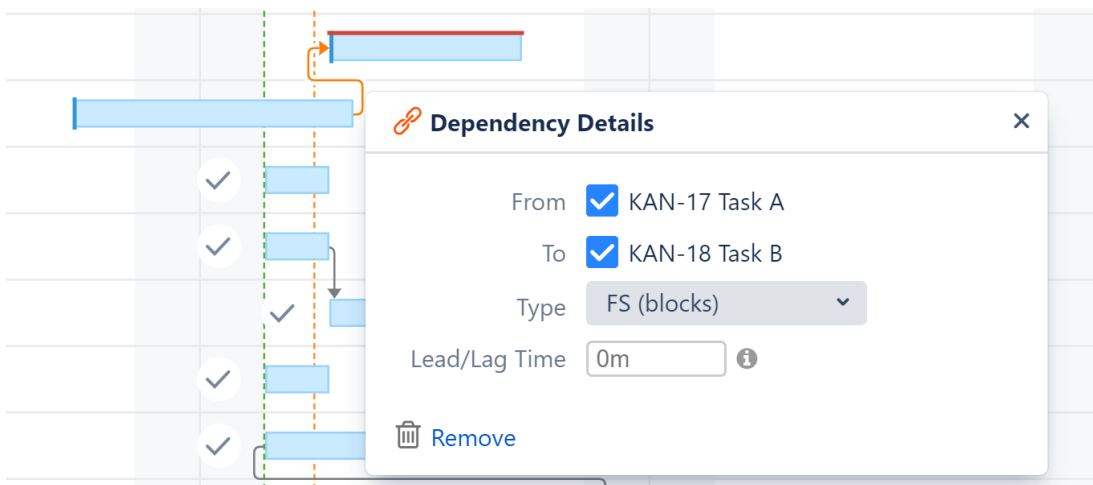 Dependency Details
From KAN-17 Task A
To KAN-18 Task B
Type FS (blocks)
Lead/Lag Time 0m
Remove